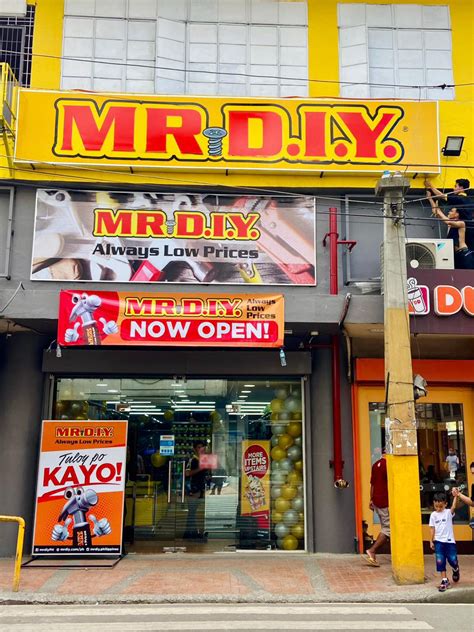 MR D.I.Y.®
MR D.I.Y.
Always Low Prices
MR D.I.Y. Always Low Prices
NOW OPEN!
DU
MR D.I.Y.
Always Low Prices
Tuloy po
KAYO!
MORE
ITEMS
UPSTAIRS